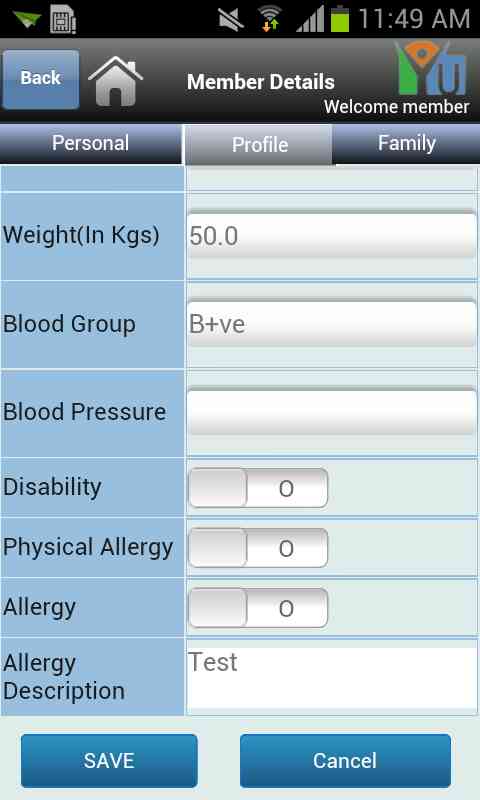 11:49 AM
Back
Member Details
YIYU
Welcome member
Personal
Profile
Family
Weight(In Kgs)
50.0
Blood Group
B+ve
Blood Pressure
Disability
O
Physical Allergy
O
Allergy
O
Allergy
Description
Test
SAVE
Cancel